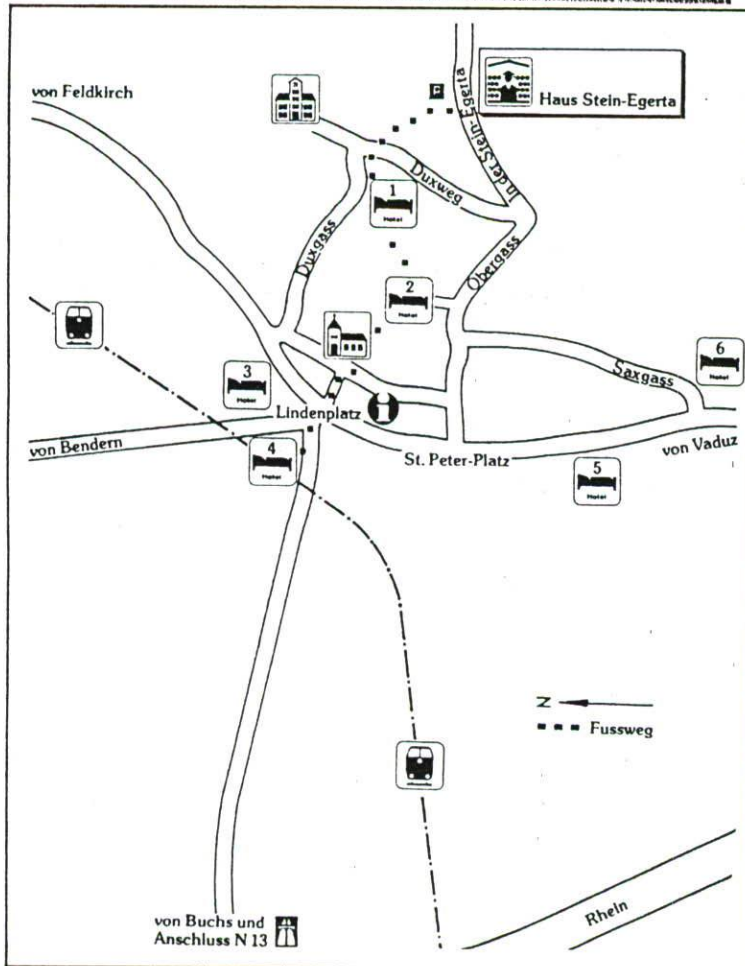 von Feldkirch
P
In der Stein-Egerta
Haus Stein-Egerta
Duxweg
1
Hotel
Duxgass
Obergass
2
Hotel
6
Hotel
3
Hotel
Saxgass
Lindenplatz
i
von Bendern
4
Hotel
St. Peter-Platz
5
Hotel
von Vaduz
N
Fussweg
Rhein
von Buchs und
Anschluss N 13